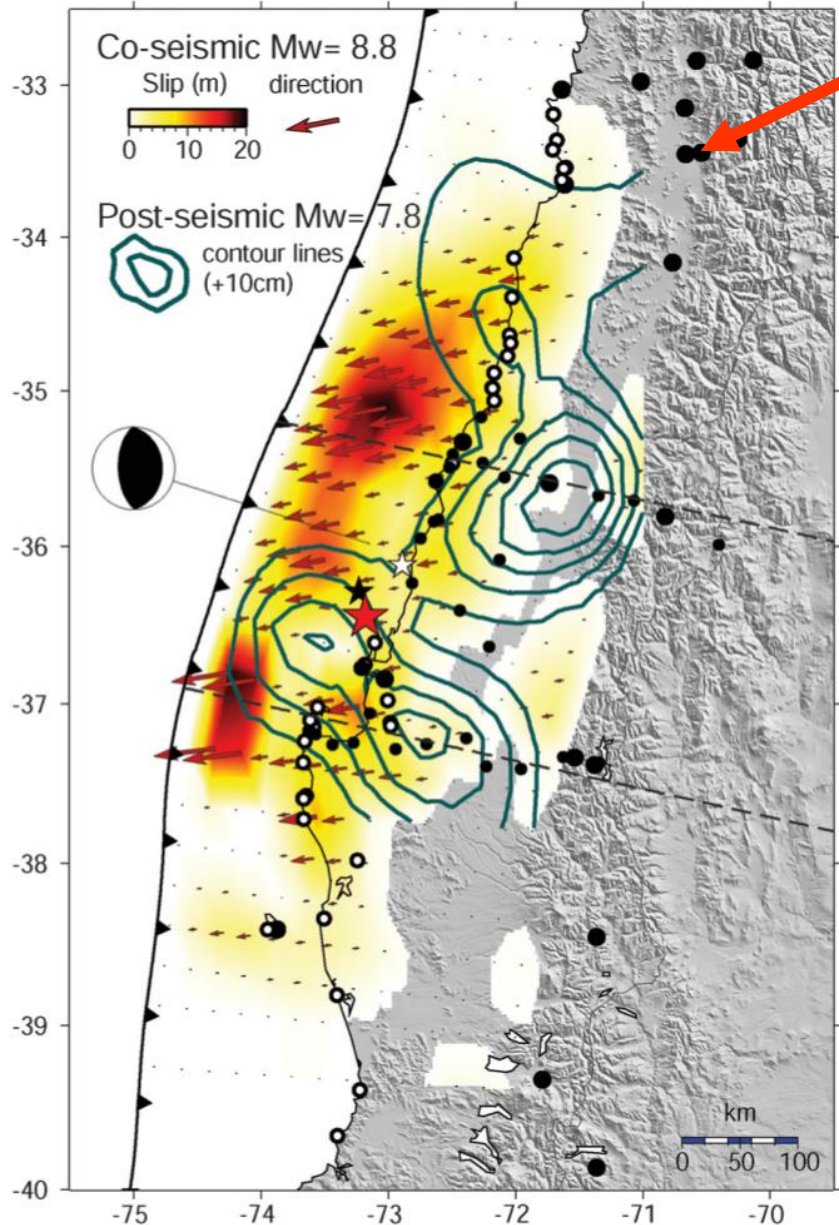 Co-seismic Mw= 8.8
Slip (m) direction
0 10 20
Post-seismic Mw= 7.8
contour lines
(+10cm)
-33
-34
-35
-36
-37
-38
-39
-40
km
0 50 100
-75 -74 -73 -72 -71 -70